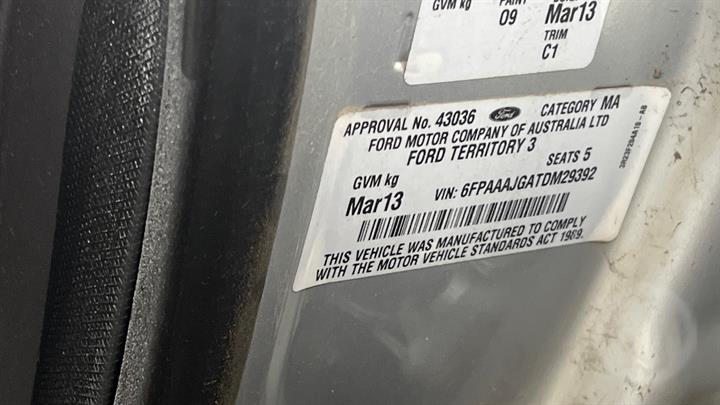 GVM kg
PAINT
09
Mar13
TRIM
C1
APPROVAL No. 43036 Ford CATEGORY MA
FORD MOTOR COMPANY OF AUSTRALIA LTD
FORD TERRITORY 3
SEATS 5
GVM kg
Mar13 VIN: 6FPAAAJGATDM29392
THIS VEHICLE WAS MANUFACTURED TO COMPLY
WITH THE MOTOR VEHICLE STANDARDS ACT 1989.